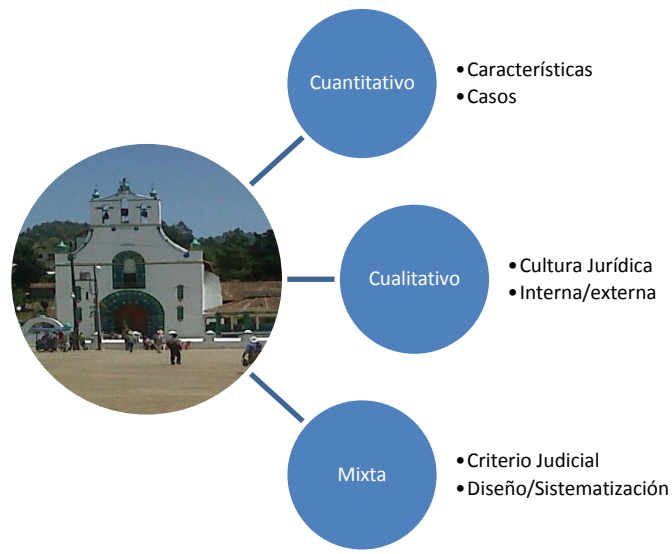 Cuantitativo
•Características
•Casos
Cualitativo
•Cultura Jurídica
•Interna/externa
Mixta
•Criterio Judicial
•Diseño/Sistematización